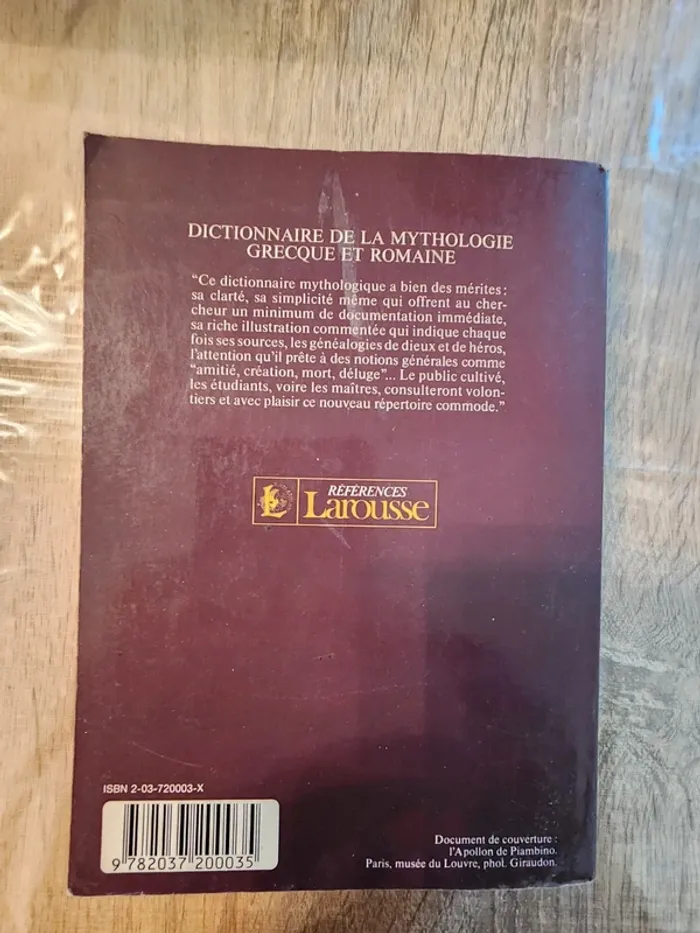 DICTIONNAIRE DE LA MYTHOLOGIE
GRECQUE ET ROMAINE
“Ce dictionnaire mythologique a bien des mérites :
sa clarté, sa simplicité même qui offrent au cher-
cheur un minimum de documentation immédiate,
sa riche illustration commentée qui indique chaque
fois ses sources, les généalogies de dieux et de héros,
l'attention qu'il prête à des notions générales comme
“amitié, création, mort, déluge”... Le public cultivé,
les étudiants, voire les maîtres, consulteront volon-
tiers et avec plaisir ce nouveau répertoire commode.”
RÉFÉRENCES
Larousse
ISBN 2-03-720003-X
9 782037 200035
Document de couverture :
l'Apollon de Piambino.
Paris, musée du Louvre, phol. Giraudon.